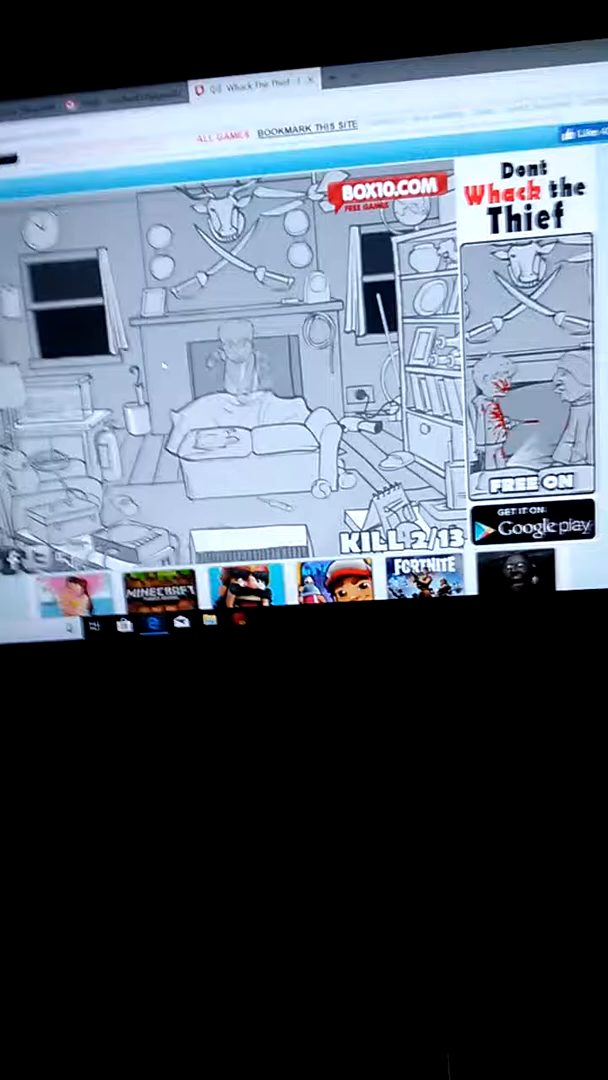 Whack The Thief
ALL GAMES BOOKMARK THIS SITE
Like
BOX10.COM
FREE GAMES
Dont
Whack the
Thief
FREE ON
GET IT ON:
Google play
KILL 2/13
MINECRAFT
FORTNITE